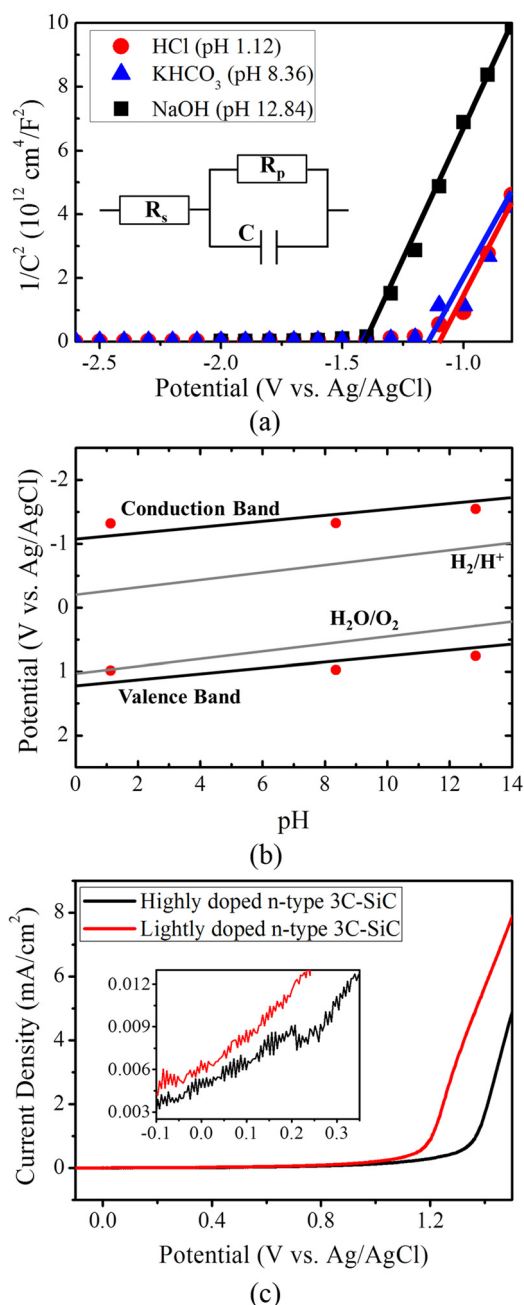 10
8
6
4
2
0
1/C² (10¹² cm⁴/F²)
HCl (pH 1.12)
KHCO₃ (pH 8.36)
NaOH (pH 12.84)
Rₚ
Rₛ
C
-2.5 -2.0 -1.5 -1.0
Potential (V vs. Ag/AgCl)
(a)
-2
-1
0
1
2
Potential (V vs. Ag/AgCl)
Conduction Band
H₂/H⁺
H₂O/O₂
Valence Band
0 2 4 6 8 10 12 14
pH
(b)
8
6
4
2
0
Current Density (mA/cm²)
Highly doped n-type 3C-SiC
Lightly doped n-type 3C-SiC
0.012
0.009
0.006
0.003
-0.1 0.0 0.1 0.2 0.3
0.0 0.4 0.8 1.2
Potential (V vs. Ag/AgCl)
(c)